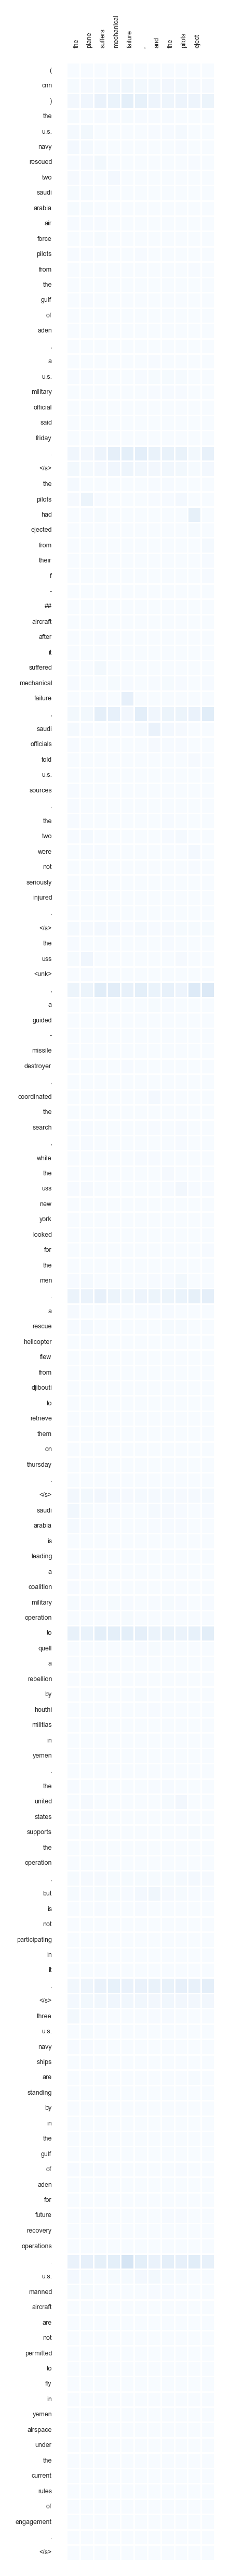 the
plane
suffers
mechanical
failure
,
and
the
pilots
eject
(
cnn
)
the
u.s.
navy
rescued
two
saudi
arabia
air
force
pilots
from
the
gulf
of
aden
,
a
u.s.
military
official
said
friday
.
</s>
the
pilots
had
ejected
from
their
f
-
##
aircraft
after
it
suffered
mechanical
failure
,
saudi
officials
told
u.s.
sources
.
the
two
were
not
seriously
injured
.
</s>
the
uss
<unk>
,
a
guided
-
missile
destroyer
,
coordinated
the
search
,
while
the
uss
new
york
looked
for
the
men
.
a
rescue
helicopter
flew
from
djibouti
to
retrieve
them
on
thursday
.
</s>
saudi
arabia
is
leading
a
coalition
military
operation
to
quell
a
rebellion
by
houthi
militias
in
yemen
.
the
united
states
supports
the
operation
,
but
is
not
participating
in
it
.
</s>
three
u.s.
navy
ships
are
standing
by
in
the
gulf
of
aden
for
future
recovery
operations
.
u.s.
manned
aircraft
are
not
permitted
to
fly
in
yemen
airspace
under
the
current
rules
of
engagement
.
</s>